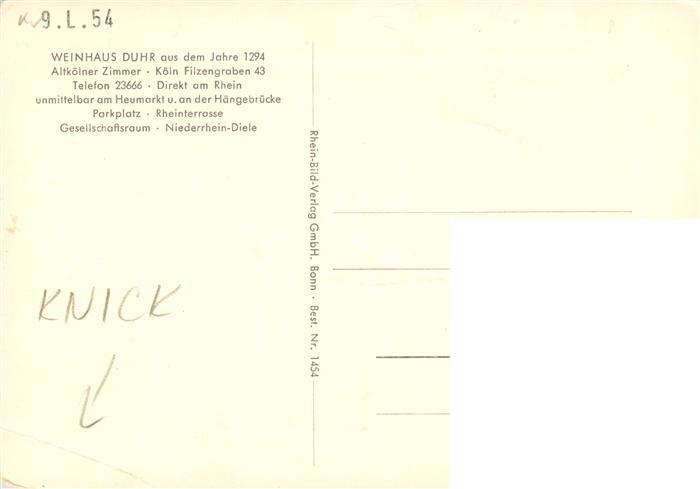 9. L. 54
WEINHAUS DUHR aus dem Jahre 1294
Altkölner Zimmer · Köln Filzengraben 43
Telefon 23666 · Direkt am Rhein
unmittelbar am Heumarkt u. an der Hängebrücke
Parkplatz · Rheinterrasse
Gesellschaftsraum · Niederrhein-Diele
Rhein-Bild-Verlag GmbH. Bonn · Best. Nr. 1454
KNICK